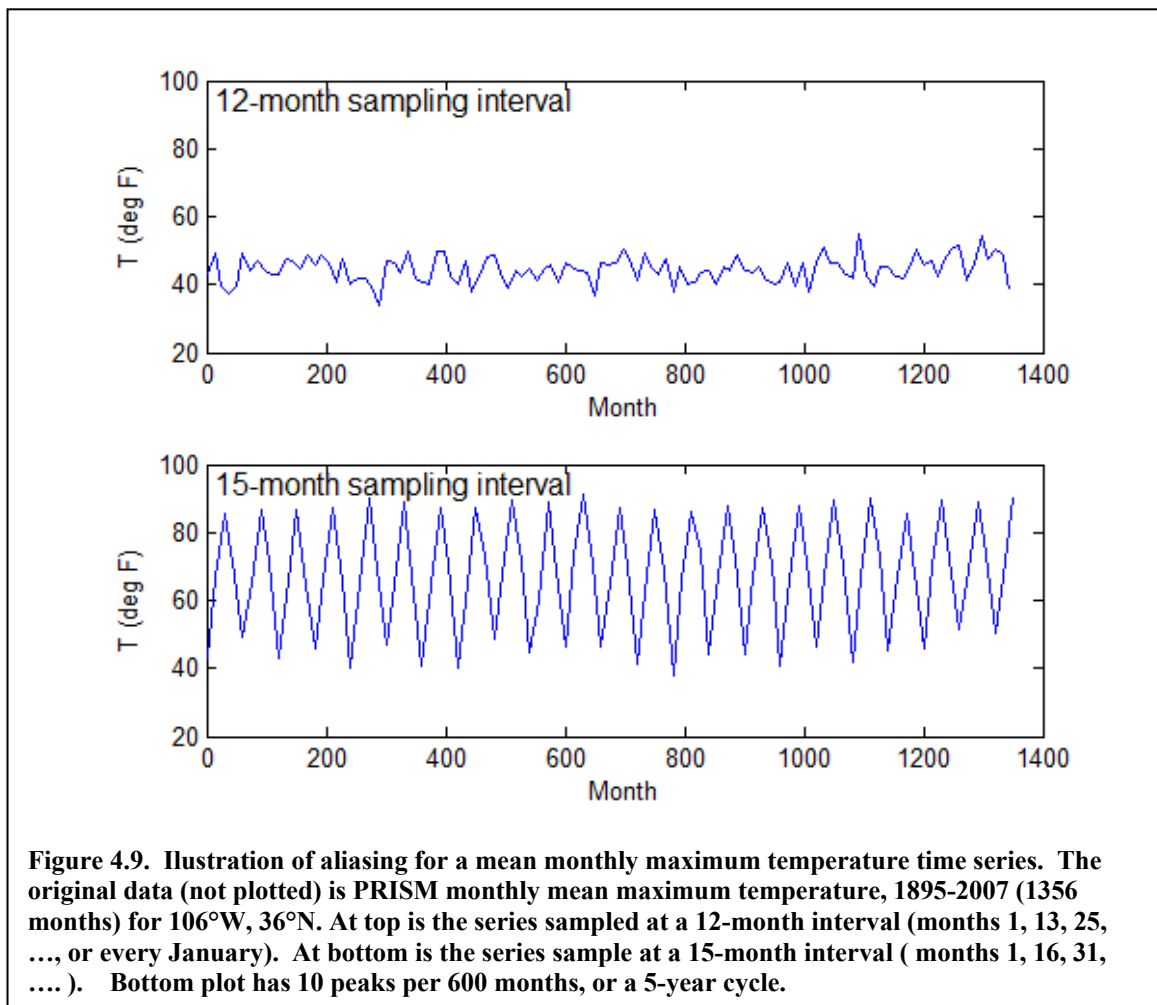 12-month sampling interval
100
80
60
40
20
T (deg F)
0 200 400 600 800 1000 1200 1400
Month
15-month sampling interval
100
80
60
40
20
T (deg F)
0 200 400 600 800 1000 1200 1400
Month
Figure 4.9. Ilustration of aliasing for a mean monthly maximum temperature time series. The
original data (not plotted) is PRISM monthly mean maximum temperature, 1895-2007 (1356
months) for 106°W, 36°N. At top is the series sampled at a 12-month interval (months 1, 13, 25,
…, or every January). At bottom is the series sample at a 15-month interval ( months 1, 16, 31,
…. ). Bottom plot has 10 peaks per 600 months, or a 5-year cycle.